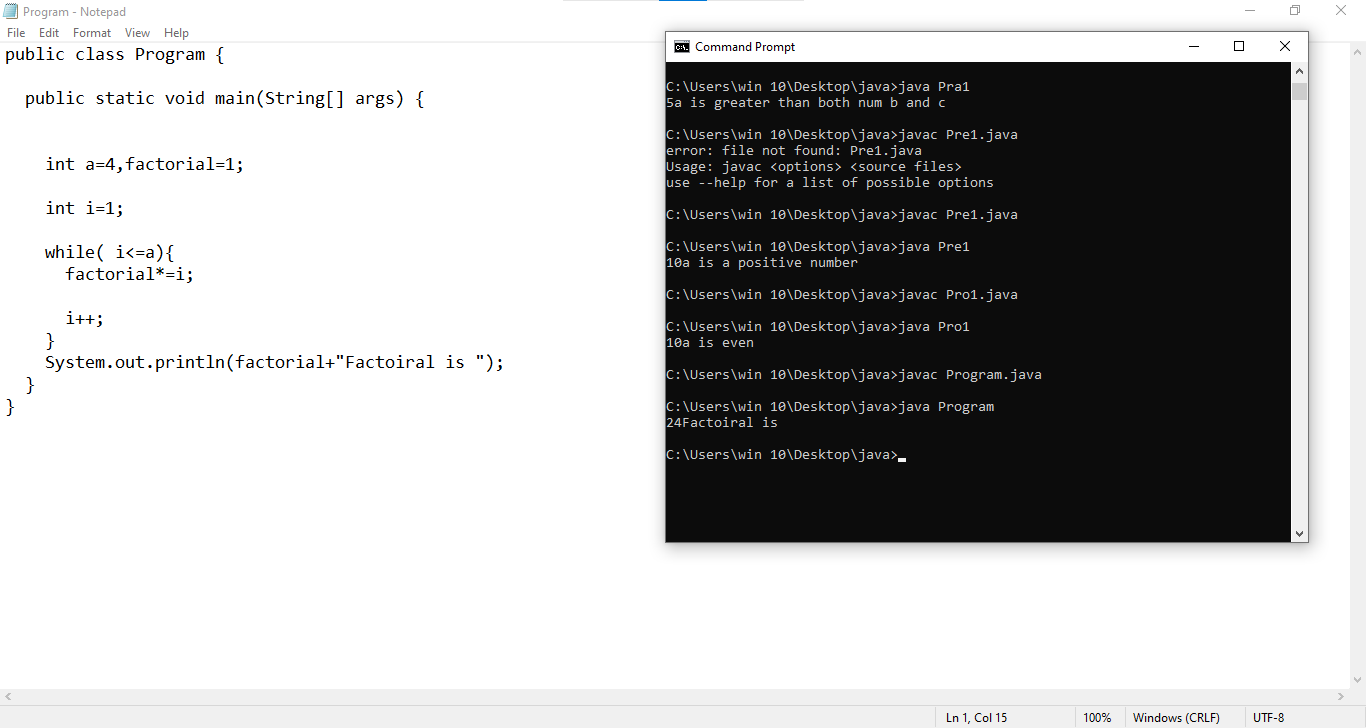 Program - Notepad
File Edit Format View Help
public class Program {
public static void main(String[] args) {
int a=4,factorial=1;
int i=1;
while( i<=a){
factorial*=i;
i++;
}
System.out.println(factorial+"Factoiral is ");
}
}
Command Prompt
C:\Users\win 10\Desktop\java>java Pra1
5a is greater than both num b and c
C:\Users\win 10\Desktop\java>javac Pre1.java
error: file not found: Pre1.java
Usage: javac <options> <source files>
use --help for a list of possible options
C:\Users\win 10\Desktop\java>javac Pre1.java
C:\Users\win 10\Desktop\java>java Pre1
10a is a positive number
C:\Users\win 10\Desktop\java>javac Pro1.java
C:\Users\win 10\Desktop\java>java Pro1
10a is even
C:\Users\win 10\Desktop\java>javac Program.java
C:\Users\win 10\Desktop\java>java Program
24Factoiral is
C:\Users\win 10\Desktop\java>
Ln 1, Col 15 100% Windows (CRLF) UTF-8